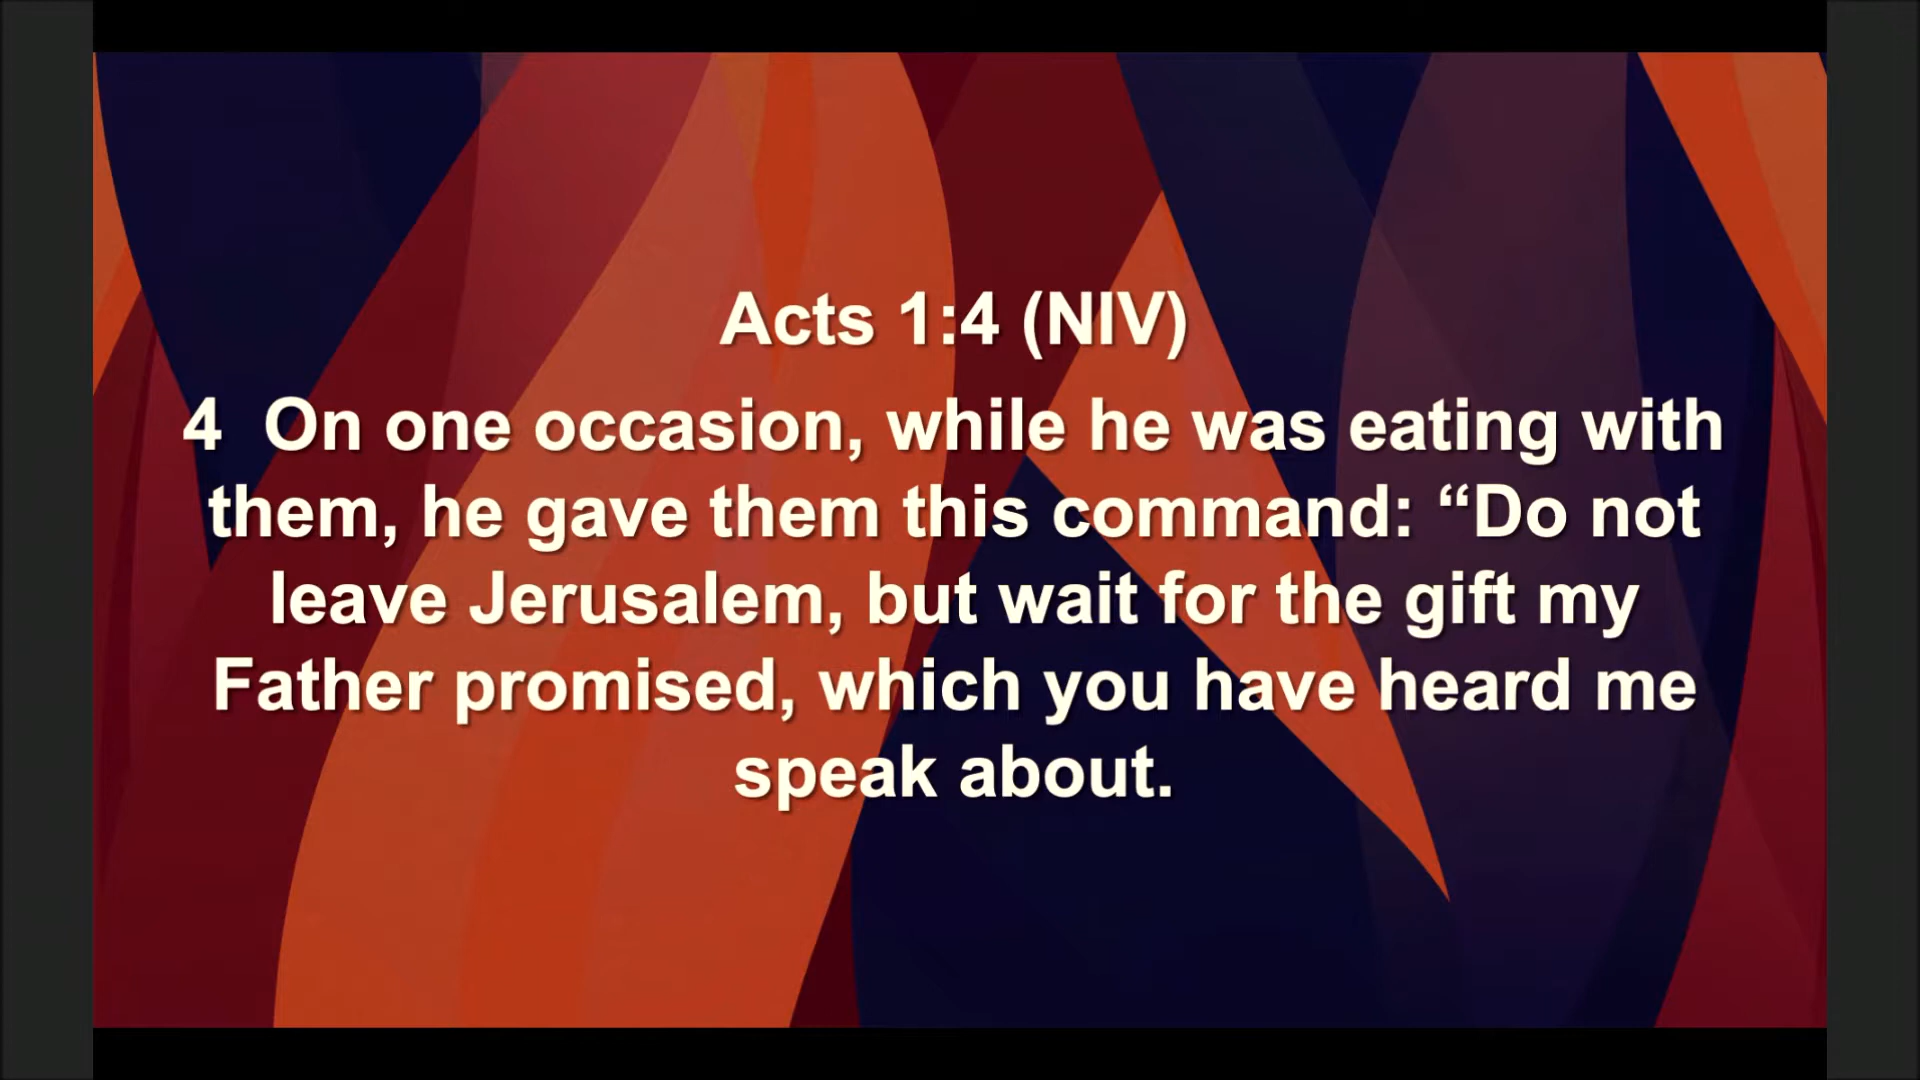 Acts 1:4 (NIV)
4  On one occasion, while he was eating with
them, he gave them this command: “Do not
leave Jerusalem, but wait for the gift my
Father promised, which you have heard me
speak about.